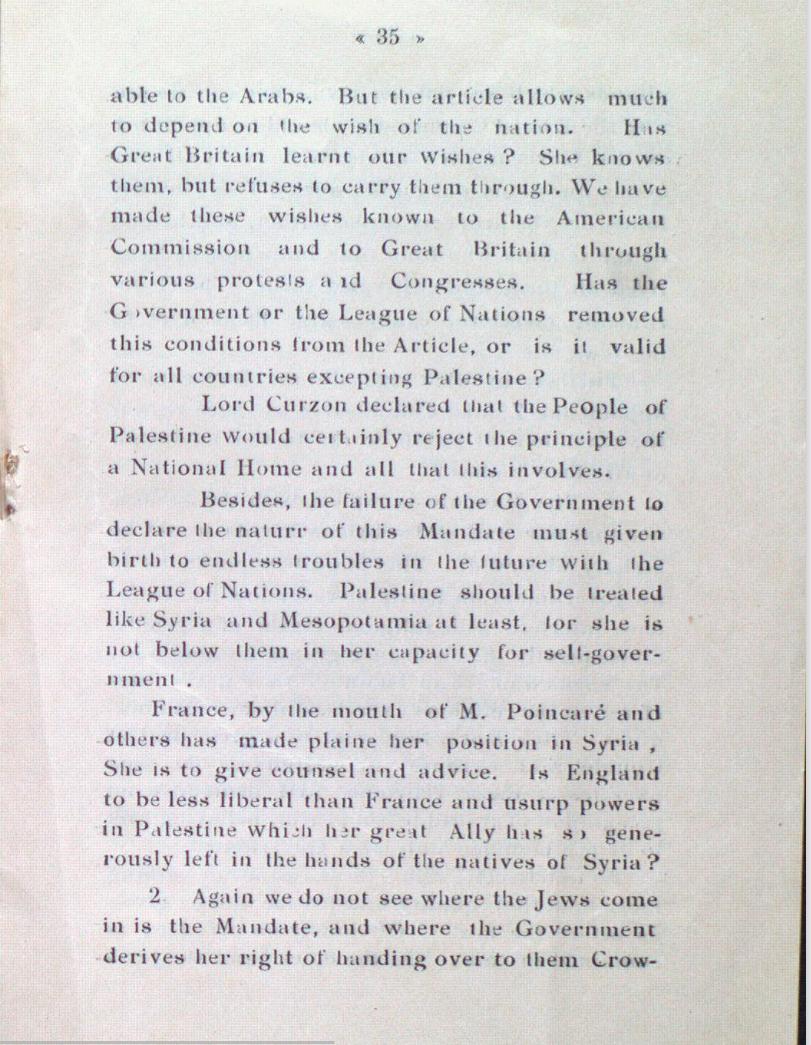 « 35 »
able to the Arabs. But the article allows much
to depend on the wish of the nation. Has
Great Britain learnt our Wishes ? She knows
them, but refuses to carry them through. We have
made these wishes known to the American
Commission and to Great Britain through
various protests and Congresses. Has the
Government or the League of Nations removed
this conditions from the Article, or is it valid
for all countries excepting Palestine ?
Lord Curzon declared that the People of
Palestine would certainly reject the principle of
a National Home and all that this involves.
Besides, the failure of the Government to
declare the naturr of this Mandate must given
birth to endless troubles in the future with the
League of Nations. Palestine should be treated
like Syria and Mesopotamia at least, for she is
not below them in her capacity for self-gover-
nment .
France, by the mouth of M. Poincaré and
others has made plaine her position in Syria ,
She is to give counsel and advice. Is England
to be less liberal than France and usurp powers
in Palestine which her great Ally has so gene-
rously left in the hands of the natives of Syria ?
2 Again we do not see where the Jews come
in is the Mandate, and where the Government
derives her right of handing over to them Crow-